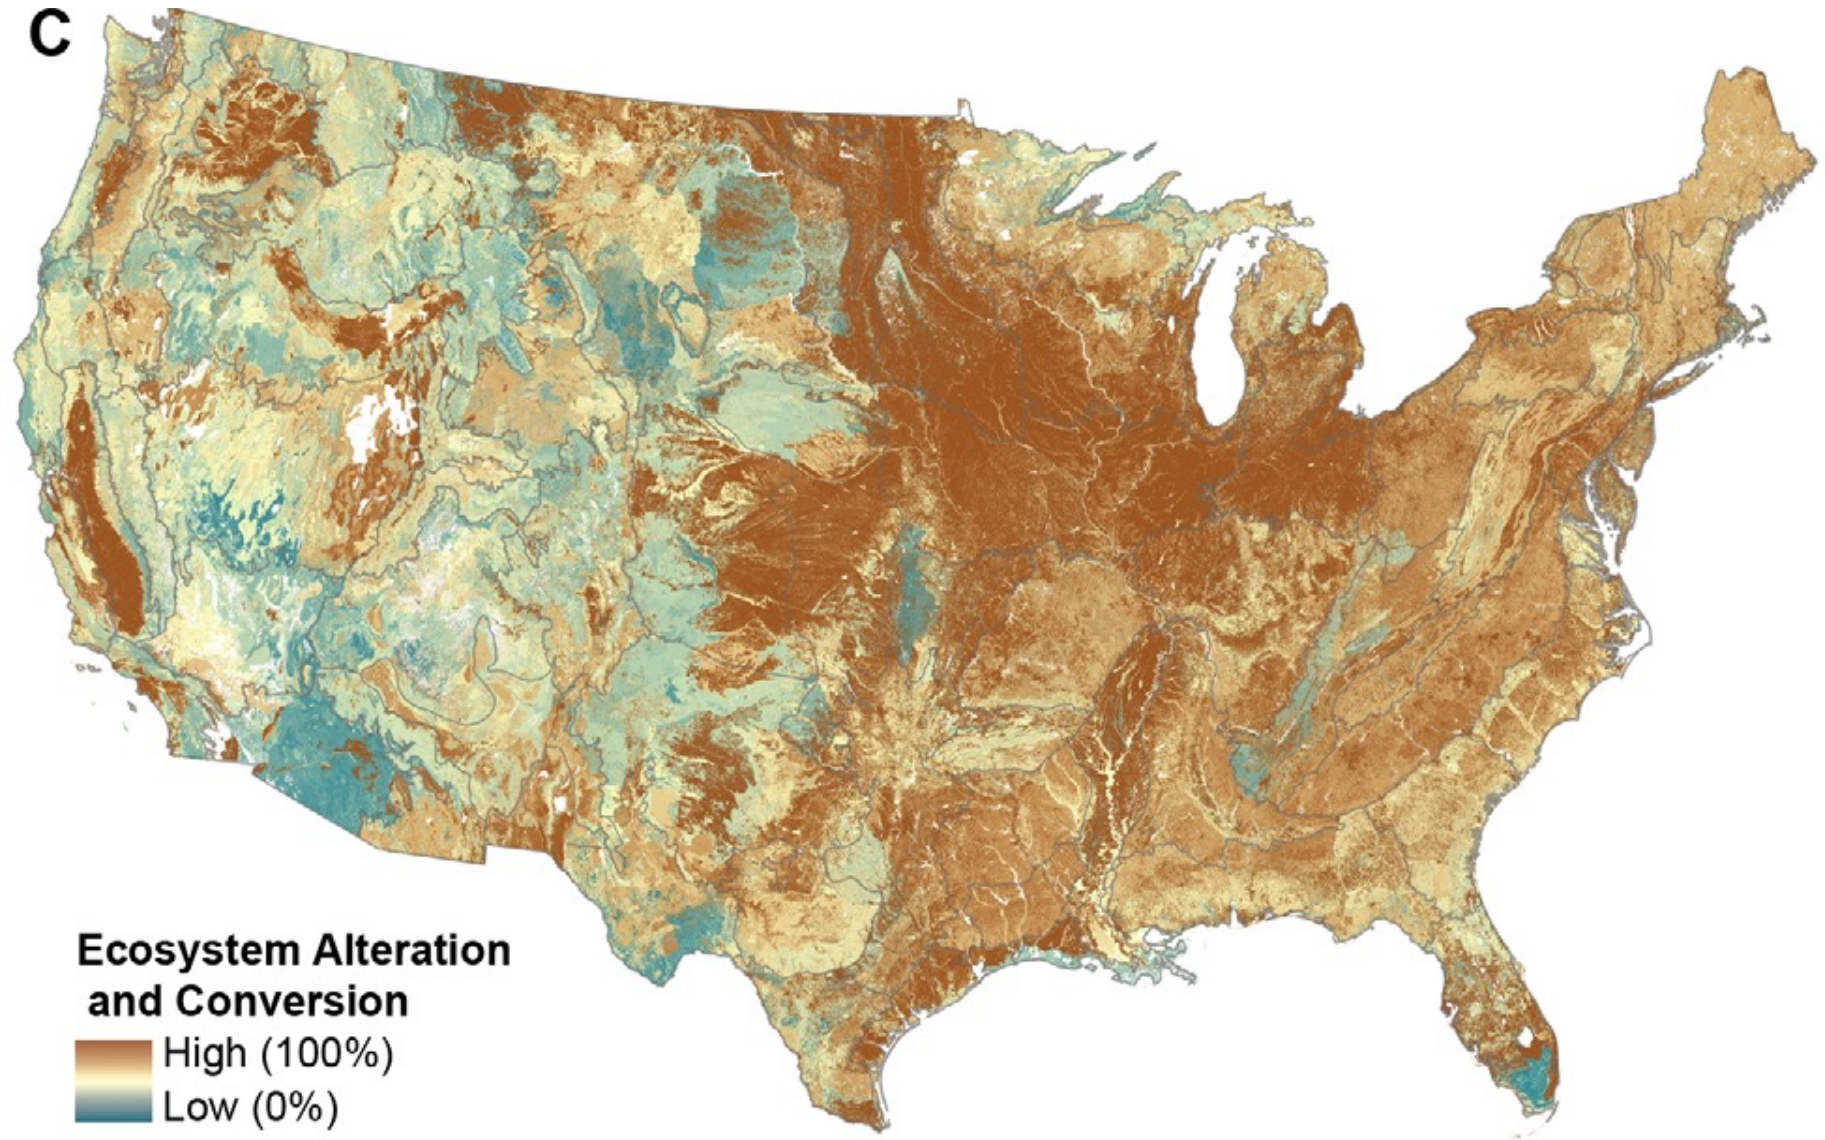 C
Ecosystem Alteration
and Conversion
High (100%)
Low (0%)